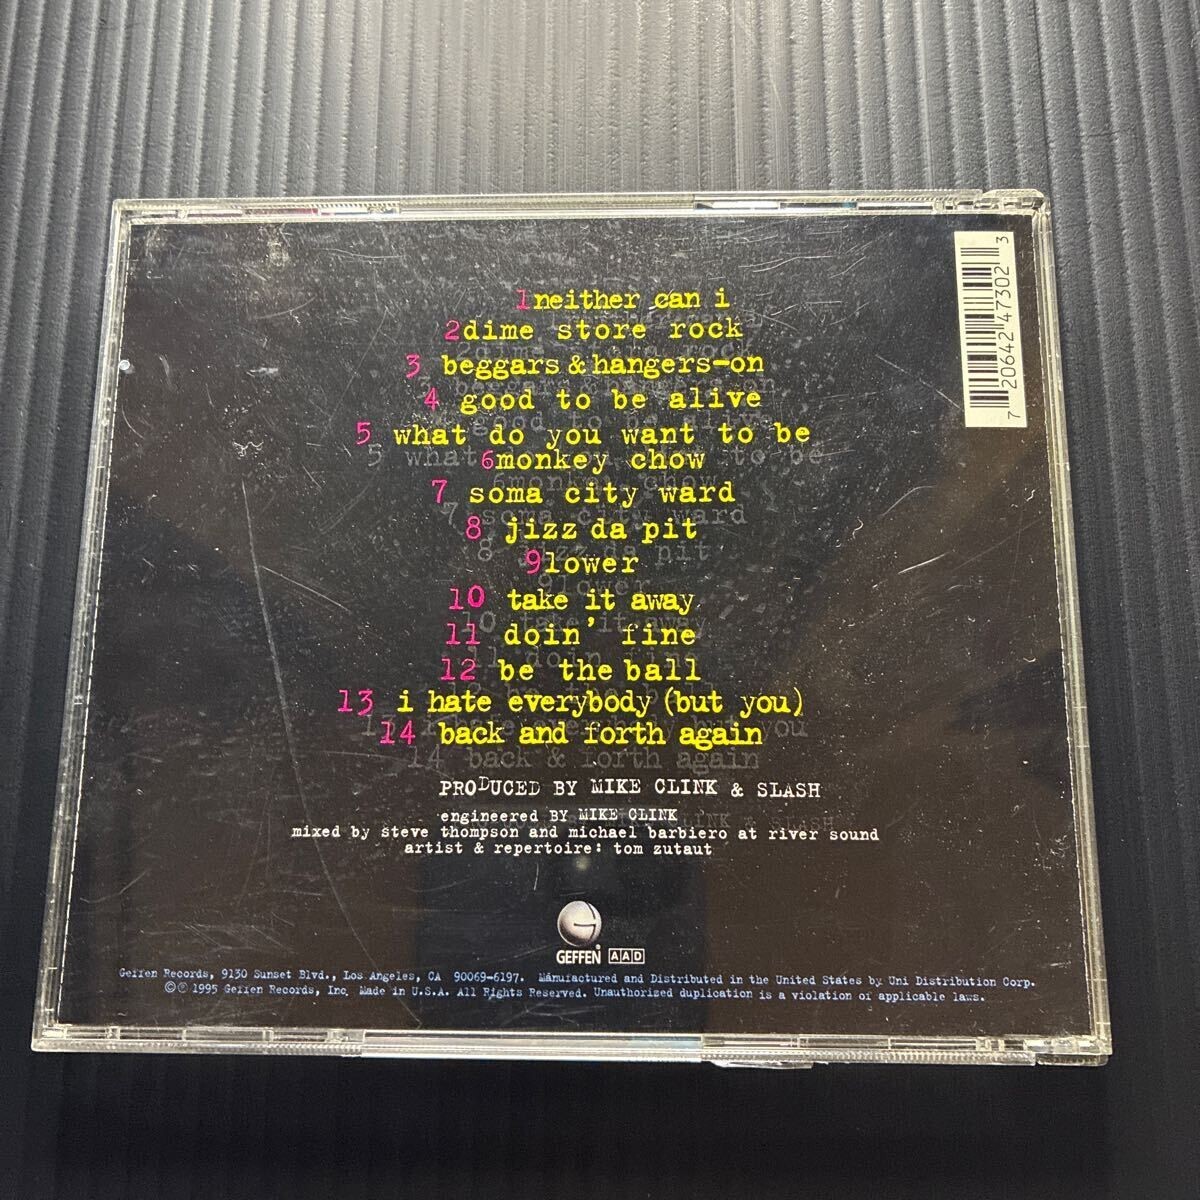 1neither can i
2dime store rock
3 beggars & hangers-on
4 good to be alive
5 what do you want to be
6monkey chow
7 soma city ward
8 jizz da pit
9lower
10 take it away
11 doin' fine
12 be the ball
13 i hate everybody (but you)
14 back and forth again
PRODUCED BY MIKE CLINK & SLASH
engineered BY MIKE CLINK
mixed by steve thompson and michael barbiero at river sound
artist & repertoire: tom zutaut
G
GEFFEN AAD
Geffen Records, 9130 Sunset Blvd., Los Angeles, CA 90069-6197. Manufactured and Distributed in the United States by Uni Distribution Corp.
©℗ 1995 Geffen Records, Inc. Made in U.S.A. All Rights Reserved. Unauthorized duplication is a violation of applicable laws.
7 20642 47302 3